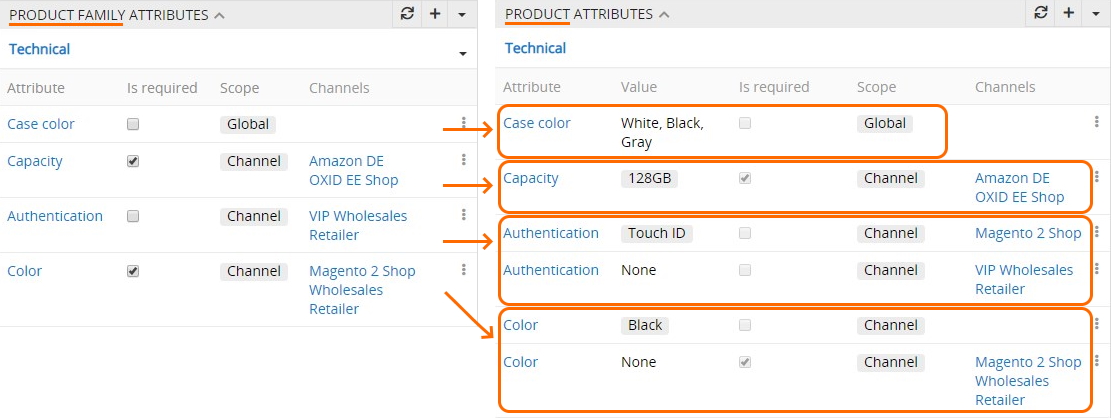 PRODUCT FAMILY ATTRIBUTES
Technical
Attribute Is required Scope Channels
Case color Global
Capacity Channel Amazon DE
OXID EE Shop
Authentication Channel VIP Wholesales
Retailer
Color Channel Magento 2 Shop
Wholesales
Retailer
PRODUCT ATTRIBUTES
Technical
Attribute Value Is required Scope Channels
Case color White, Black, Global
Gray
Capacity 128GB Channel Amazon DE
OXID EE Shop
Authentication Touch ID Channel Magento 2 Shop
Authentication None Channel VIP Wholesales
Retailer
Color Black Channel
Color None Channel Magento 2 Shop
Wholesales
Retailer